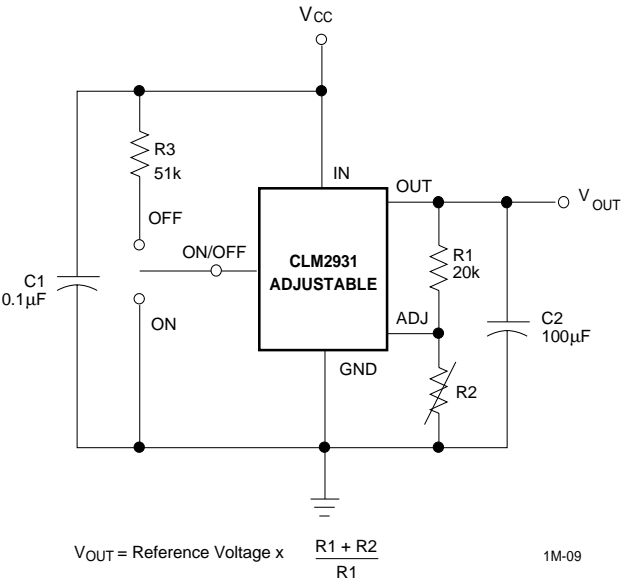 VCC
R3
51k
IN
OUT
VOUT
OFF
ON/OFF
CLM2931
ADJUSTABLE
R1
20k
C1
0.1µF
ON
ADJ
C2
100µF
GND
R2
VOUT = Reference Voltage x R1 + R2
R1
1M-09